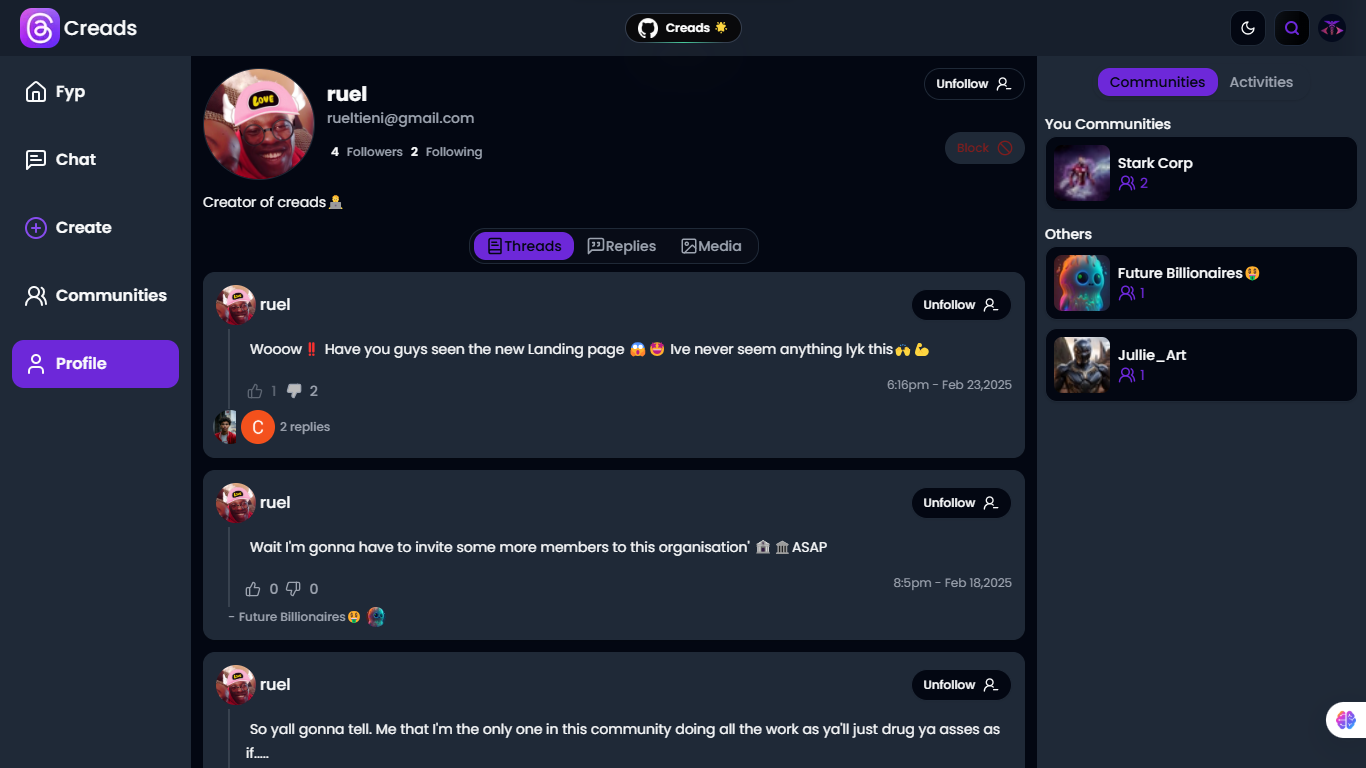 Creads
Creads 🌟
Fyp
Chat
Create
Communities
Profile
LOVE
ruel
rueltieni@gmail.com
4 Followers 2 Following
Unfollow
Block
Creator of creads🧑‍💻
Threads
Replies
Media
ruel
Unfollow
Wooow ‼️ Have you guys seen the new Landing page 😱 🤩 Ive never seem anything lyk this🙌 💪
1 2
6:16pm - Feb 23,2025
C
2 replies
ruel
Unfollow
Wait I'm gonna have to invite some more members to this organisation' 🏠 🏛️ASAP
0 0
8:5pm - Feb 18,2025
- Future Billionaires🤑
ruel
Unfollow
So yall gonna tell. Me that I'm the only one in this community doing all the work as ya'll just drug ya asses as
if.....
Communities
Activities
You Communities
Stark Corp
2
Others
Future Billionaires🤑
1
Jullie_Art
1